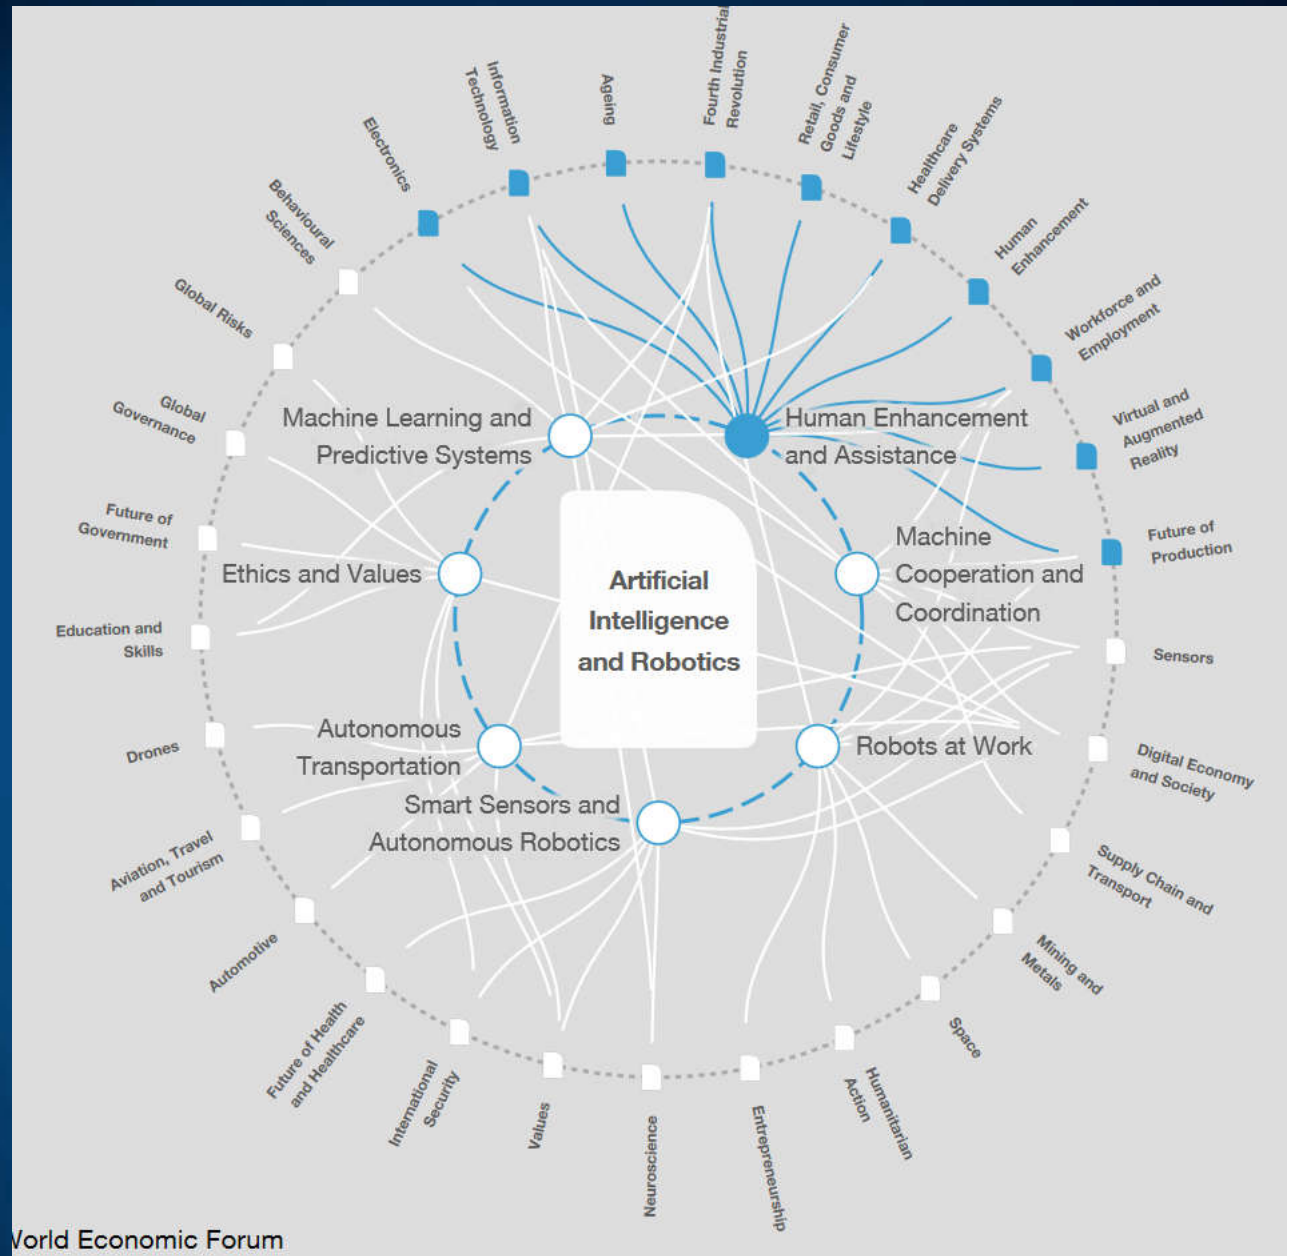 Fourth Industrial
Revolution
Retail, Consumer
Goods and
Lifestyle
Healthcare
Delivery Systems
Human
Enhancement
Workforce and
Employment
Virtual and
Augmented
Reality
Future of
Production
Sensors
Digital Economy
and Society
Supply Chain and
Transport
Mining and
Metals
Space
Humanitarian
Action
Entrepreneurship
Neuroscience
Values
International
Security
Future of Health
and Healthcare
Automotive
Aviation, Travel
and Tourism
Drones
Education and
Skills
Future of
Government
Global
Governance
Global Risks
Behavioural
Sciences
Electronics
Information
Technology
Ageing
Machine Learning and
Predictive Systems
Human Enhancement
and Assistance
Machine
Cooperation and
Coordination
Ethics and Values
Artificial
Intelligence
and Robotics
Autonomous
Transportation
Robots at Work
Smart Sensors and
Autonomous Robotics
World Economic Forum